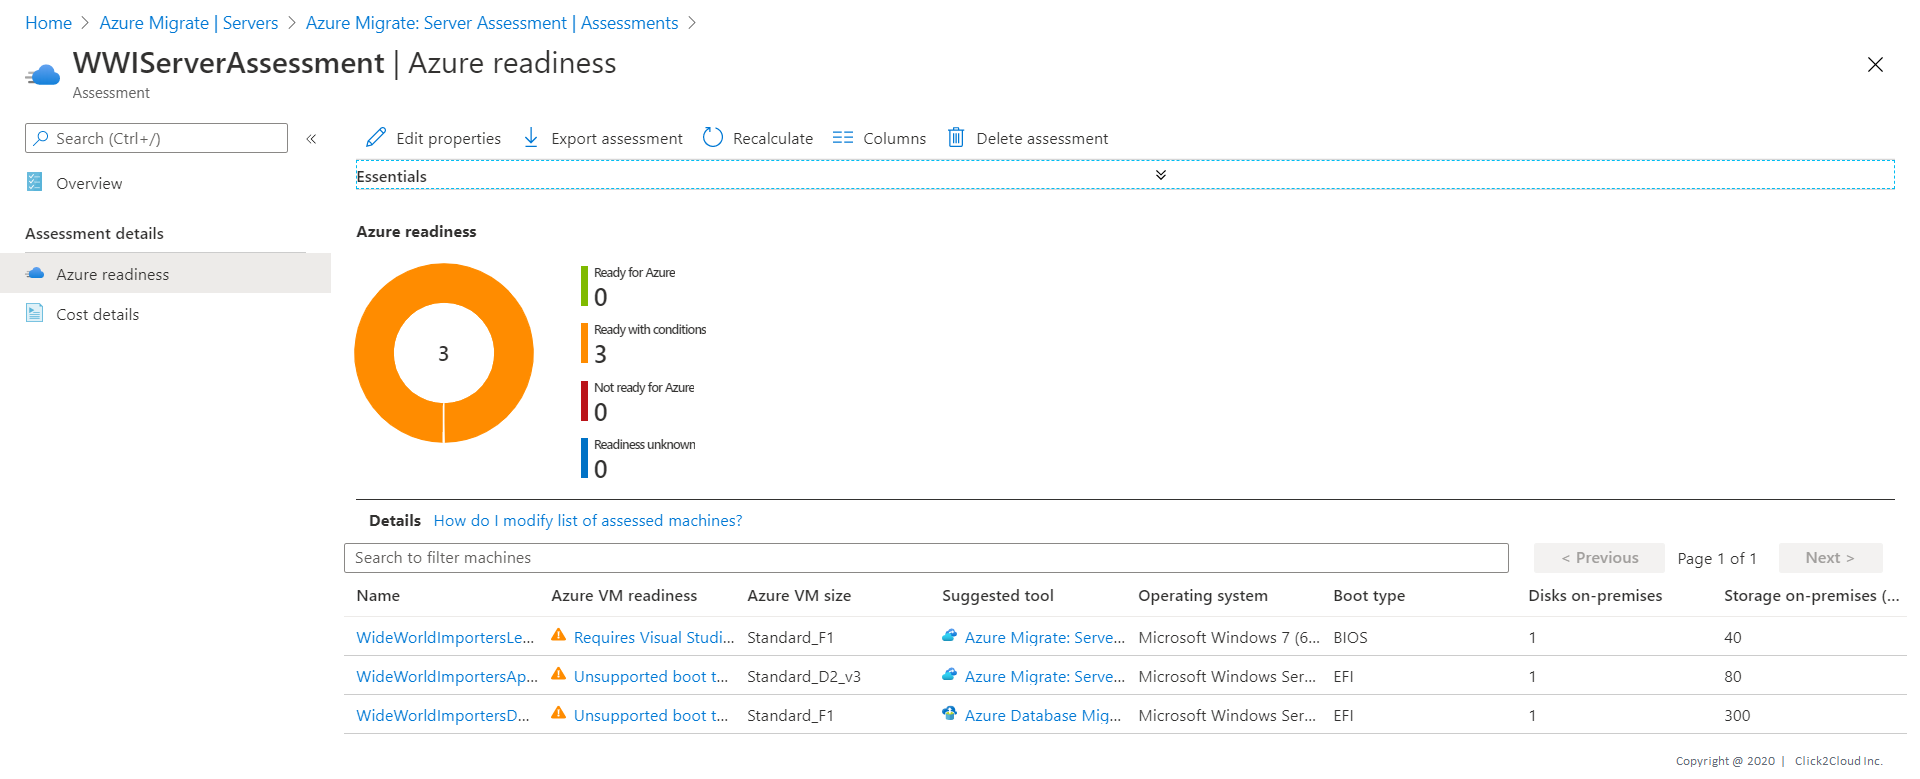 Home > Azure Migrate | Servers > Azure Migrate: Server Assessment | Assessments >
WWIServerAssessment | Azure readiness
Assessment
Search (Ctrl+/)
«
Overview
Assessment details
Azure readiness
Cost details
Edit properties
Export assessment
Recalculate
Columns
Delete assessment
Essentials
Azure readiness
3
Ready for Azure
0
Ready with conditions
3
Not ready for Azure
0
Readiness unknown
0
Details How do I modify list of assessed machines?
Search to filter machines
< Previous Page 1 of 1 Next >
Name Azure VM readiness Azure VM size Suggested tool Operating system Boot type Disks on-premises Storage on-premises (...
WideWorldImportersLe... Requires Visual Studi... Standard_F1 Azure Migrate: Serve... Microsoft Windows 7 (6... BIOS 1 40
WideWorldImportersAp... Unsupported boot t... Standard_D2_v3 Azure Migrate: Serve... Microsoft Windows Ser... EFI 1 80
WideWorldImportersD... Unsupported boot t... Standard_F1 Azure Database Mig... Microsoft Windows Ser... EFI 1 300
Copyright @ 2020 | Click2Cloud Inc.